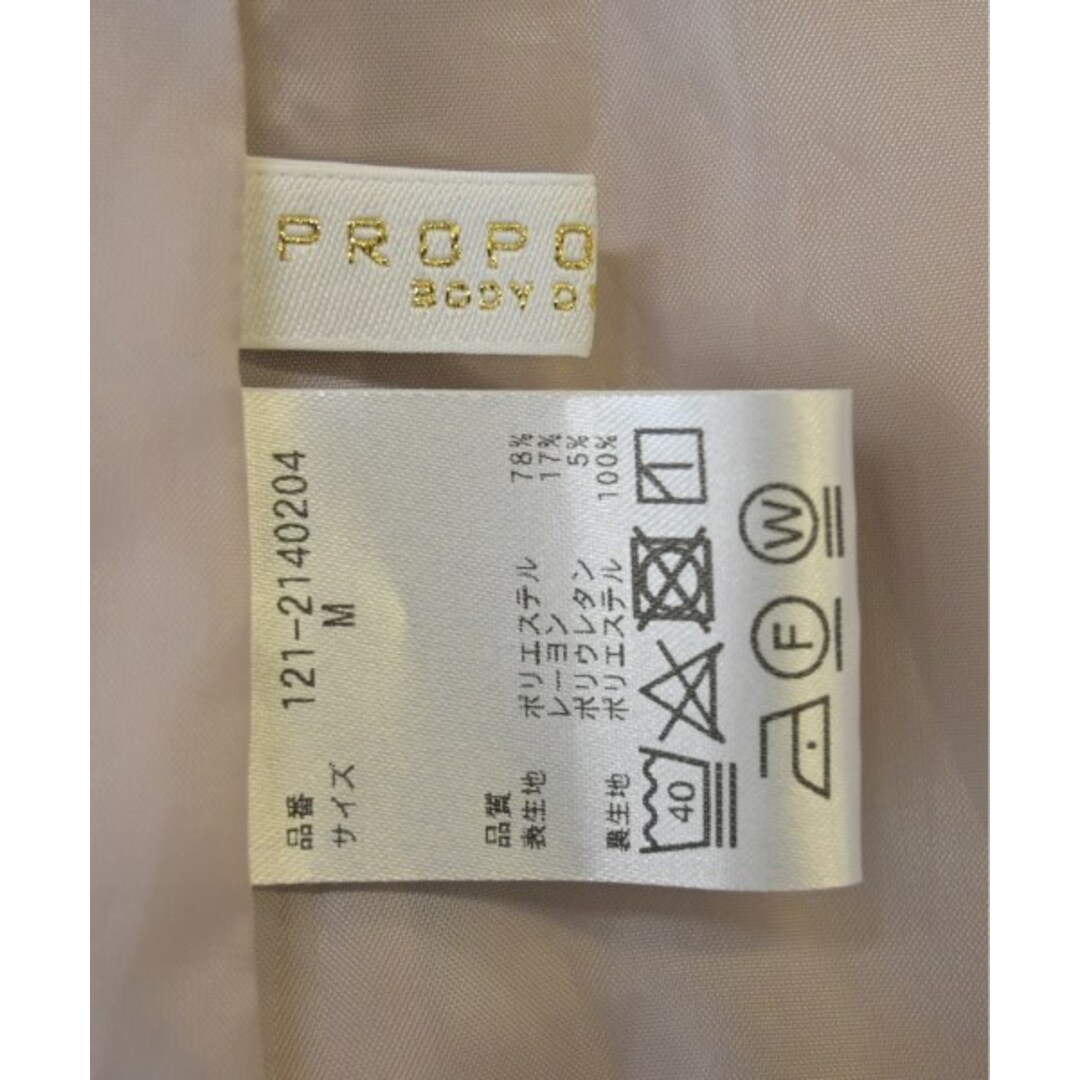 PROPO
BODY D
品番 121-2140204
サイズ M
品質
表生地 ポリエステル 78%
レーヨン 17%
ポリウレタン 5%
裏生地 ポリエステル 100%
40
F
W